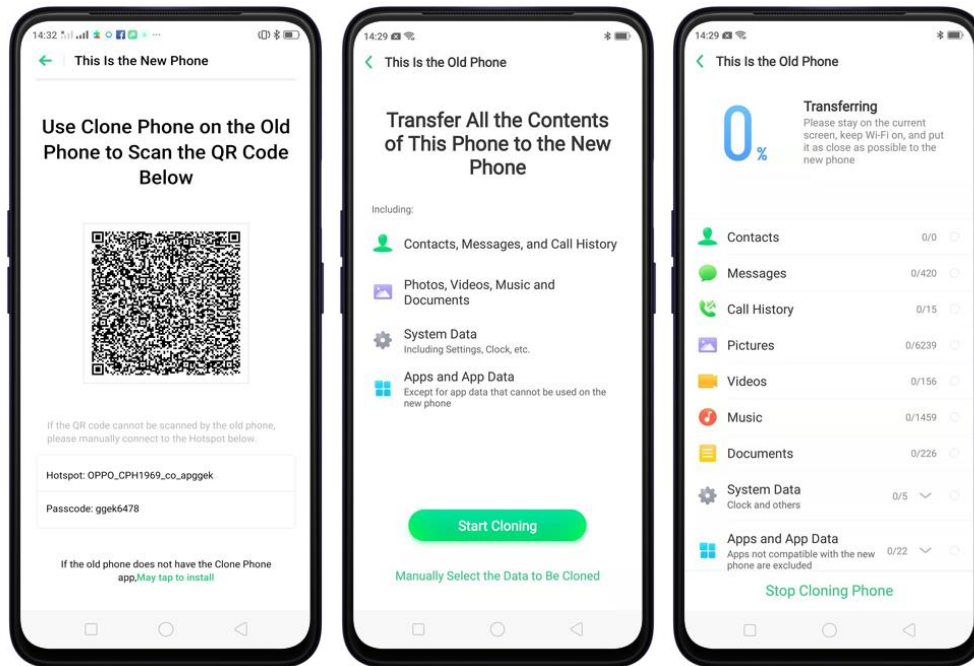 14:32
This Is the New Phone
Use Clone Phone on the Old
Phone to Scan the QR Code
Below
If the QR code cannot be scanned by the old phone,
please manually connect to the Hotspot below.
Hotspot: OPPO_CPH1969_co_apggek
Passcode: ggek6478
If the old phone does not have the Clone Phone
app,May tap to install
14:29
This Is the Old Phone
Transfer All the Contents
of This Phone to the New
Phone
Including:
Contacts, Messages, and Call History
Photos, Videos, Music and
Documents
System Data
Including Settings, Clock, etc.
Apps and App Data
Except for app data that cannot be used on the
new phone
Start Cloning
Manually Select the Data to Be Cloned
14:29
This Is the Old Phone
0%
Transferring
Please stay on the current
screen, keep Wi-Fi on, and put
it as close as possible to the
new phone
Contacts 0/0
Messages 0/420
Call History 0/15
Pictures 0/6239
Videos 0/156
Music 0/1459
Documents 0/226
System Data 0/5
Clock and others
Apps and App Data 0/22
Apps not compatible with the new
phone are excluded
Stop Cloning Phone